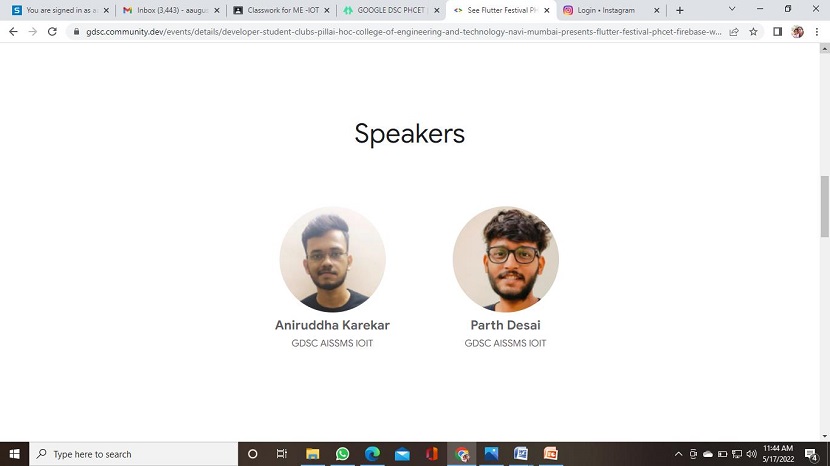 You are signed in as a
Inbox (3,443) - aaugus
Classwork for ME -IOT
GOOGLE DSC PHCET
See Flutter Festival PH
Login • Instagram
gdsc.community.dev/events/details/developer-student-clubs-pillai-hoc-college-of-engineering-and-technology-navi-mumbai-presents-flutter-festival-phcet-firebase-w...
Speakers
Aniruddha Karekar
Parth Desai
GDSC AISSMS IOIT
GDSC AISSMS IOIT
Type here to search
11:44 AM
5/17/2022
4